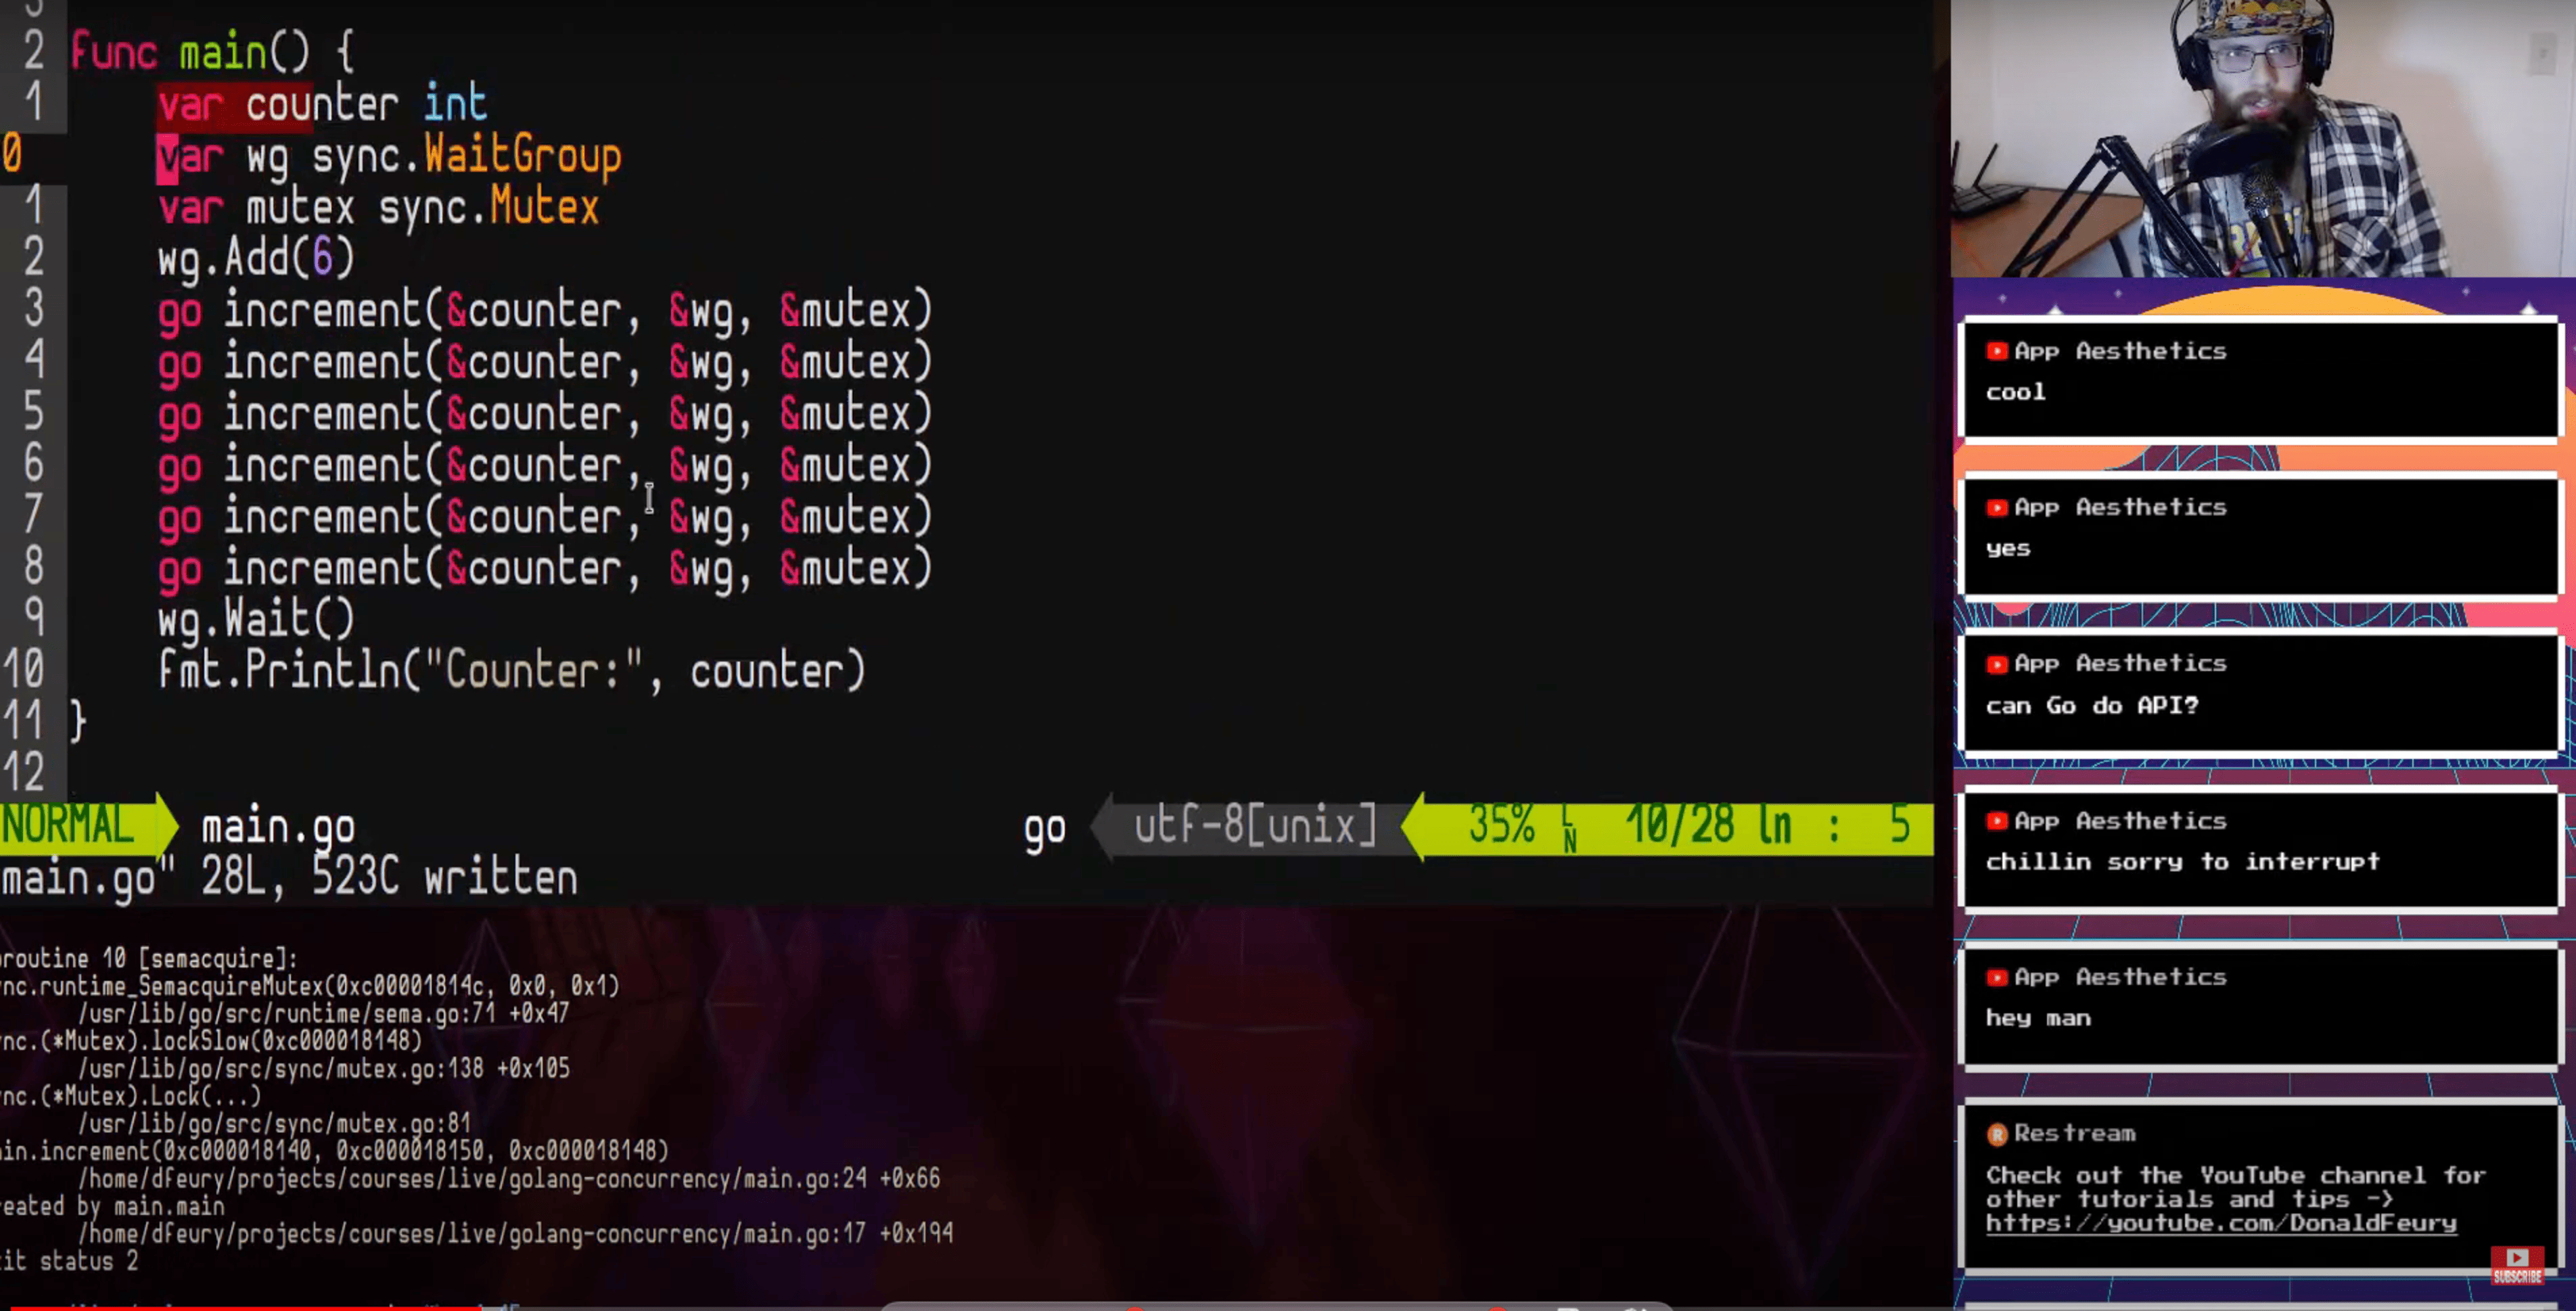 2 func main() {
1 var counter int
0 var wg sync.WaitGroup
1 var mutex sync.Mutex
2 wg.Add(6)
3 go increment(&counter, &wg, &mutex)
4 go increment(&counter, &wg, &mutex)
5 go increment(&counter, &wg, &mutex)
6 go increment(&counter, &wg, &mutex)
7 go increment(&counter, &wg, &mutex)
8 go increment(&counter, &wg, &mutex)
9 wg.Wait()
10 fmt.Println("Counter:", counter)
11 }
12
NORMAL main.go go utf-8[unix] 35% LN 10/28 ln : 5
main.go" 28L, 523C written
routine 10 [semacquire]:
nc.runtime_SemacquireMutex(0xc00001814c, 0x0, 0x1)
/usr/lib/go/src/runtime/sema.go:71 +0x47
nc.(*Mutex).lockSlow(0xc000018148)
/usr/lib/go/src/sync/mutex.go:138 +0x105
nc.(*Mutex).Lock(...)
/usr/lib/go/src/sync/mutex.go:81
in.increment(0xc000018140, 0xc000018150, 0xc000018148)
/home/dfeury/projects/courses/live/golang-concurrency/main.go:24 +0x66
eated by main.main
/home/dfeury/projects/courses/live/golang-concurrency/main.go:17 +0x194
it status 2
App Aesthetics
cool
App Aesthetics
yes
App Aesthetics
can Go do API?
App Aesthetics
chillin sorry to interrupt
App Aesthetics
hey man
Restream
Check out the YouTube channel for
other tutorials and tips ->
https://youtube.com/DonaldFeury
SUBSCRIBE